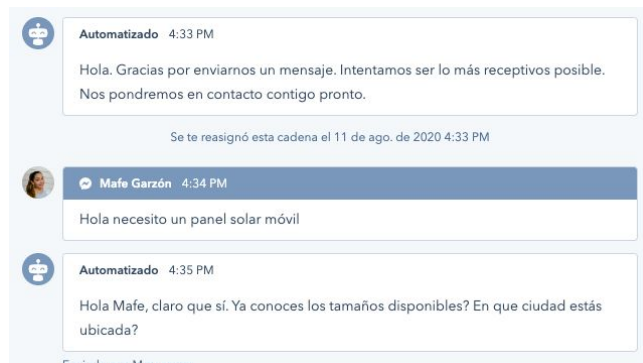 Automatizado 4:33 PM
Hola. Gracias por enviarnos un mensaje. Intentamos ser lo más receptivos posible.
Nos pondremos en contacto contigo pronto.
Se te reasignó esta cadena el 11 de ago. de 2020 4:33 PM
Mafe Garzón 4:34 PM
Hola necesito un panel solar móvil
Automatizado 4:35 PM
Hola Mafe, claro que sí. Ya conoces los tamaños disponibles? En que ciudad estás
ubicada?